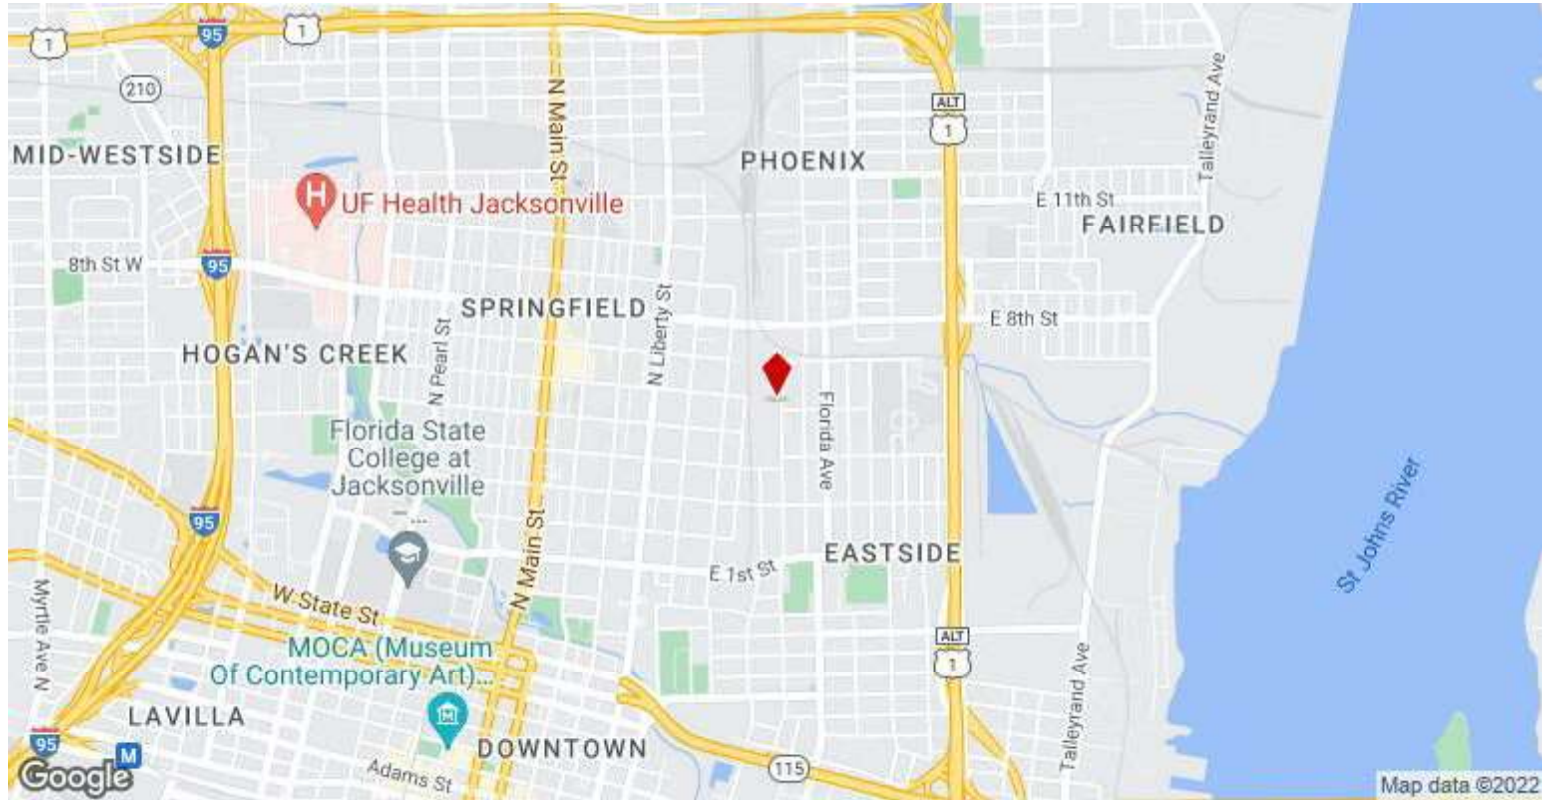 95
1
1
210
N Main St
ALT
1
Talleyrand Ave
MID-WESTSIDE
PHOENIX
UF Health Jacksonville
E 11th St
FAIRFIELD
8th St W
95
SPRINGFIELD
N Liberty St
E 8th St
N Pearl St
HOGAN'S CREEK
Florida Ave
Florida State
College at
Jacksonville
– ...
St Johns River
95
N Main St
EASTSIDE
E 1st St
Myrtle Ave N
W State St
ALT
1
MOCA (Museum
Of Contemporary Art)...
Talleyrand Ave
LAVILLA
95
M
DOWNTOWN
115
Adams St
Google
Map data ©2022